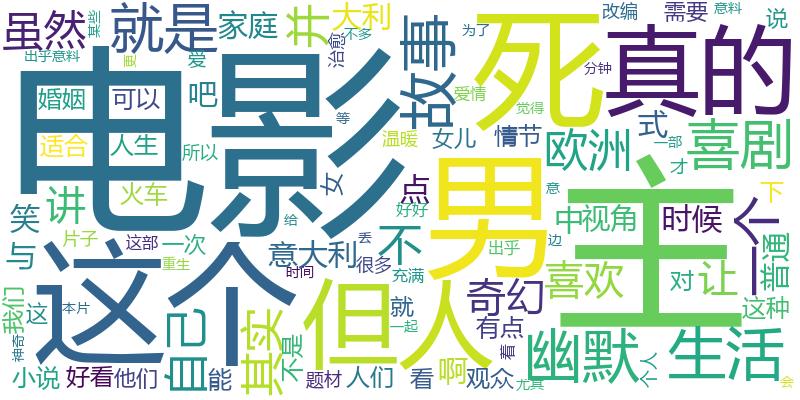 虽然
某些
出乎意料
婚姻
爱
可以
吧
适合
人生
所以
火车
讲
笑
与
片子
这部
一次
重生
我们
这
本片
神奇
小说
好看
他们
自己
能
就是
家庭
并
大利
治愈
不多
故事
为了
爱情
觉得
电影
温暖
女儿
情节
等
女
点
好好
给
意大利
不
丢
很多
出乎
充满
时间
这个
其实
不是
但
就
一起
题材
人们
看
啊
观众
着
尤其
有点
奇幻
男人
死
分钟
改编
需要
意料
说
真的
式
一部
喜剧
才
欧洲
意
中
视角
时候
一个
下
普通
边
喜欢
对
让
这种
主
幽默
生活
个人
会
更